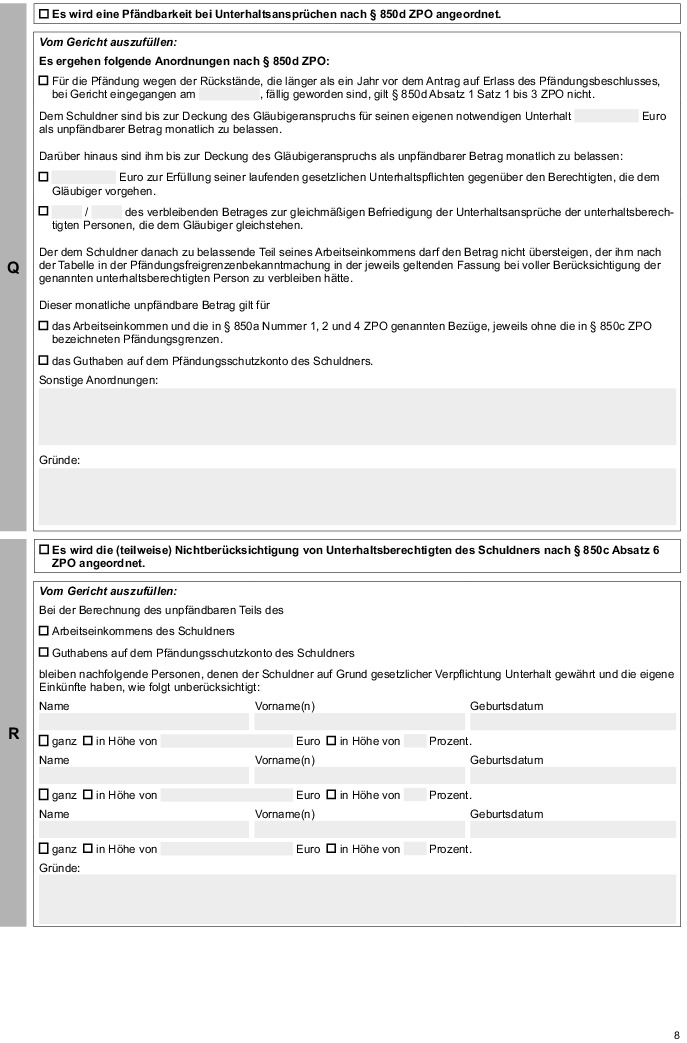 ☐ Es wird eine Pfändbarkeit bei Unterhaltsansprüchen nach § 850d ZPO angeordnet.
Vom Gericht auszufüllen:
Es ergehen folgende Anordnungen nach § 850d ZPO:
☐ Für die Pfändung wegen der Rückstände, die länger als ein Jahr vor dem Antrag auf Erlass des Pfändungsbeschlusses,
bei Gericht eingegangen am , fällig geworden sind, gilt § 850d Absatz 1 Satz 1 bis 3 ZPO nicht.
Dem Schuldner sind bis zur Deckung des Gläubigeranspruchs für seinen eigenen notwendigen Unterhalt Euro
als unpfändbarer Betrag monatlich zu belassen.
Darüber hinaus sind ihm bis zur Deckung des Gläubigeranspruchs als unpfändbarer Betrag monatlich zu belassen:
☐ Euro zur Erfüllung seiner laufenden gesetzlichen Unterhaltspflichten gegenüber den Berechtigten, die dem
Gläubiger vorgehen.
☐ / des verbleibenden Betrages zur gleichmäßigen Befriedigung der Unterhaltsansprüche der unterhaltsberech-
tigten Personen, die dem Gläubiger gleichstehen.
Q
Der dem Schuldner danach zu belassende Teil seines Arbeitseinkommens darf den Betrag nicht übersteigen, der ihm nach
der Tabelle in der Pfändungsfreigrenzenbekanntmachung in der jeweils geltenden Fassung bei voller Berücksichtigung der
genannten unterhaltsberechtigten Person zu verbleiben hätte.
Dieser monatliche unpfändbare Betrag gilt für
☐ das Arbeitseinkommen und die in § 850a Nummer 1, 2 und 4 ZPO genannten Bezüge, jeweils ohne die in § 850c ZPO
bezeichneten Pfändungsgrenzen.
☐ das Guthaben auf dem Pfändungsschutzkonto des Schuldners.
Sonstige Anordnungen:
Gründe:
☐ Es wird die (teilweise) Nichtberücksichtigung von Unterhaltsberechtigten des Schuldners nach § 850c Absatz 6
ZPO angeordnet.
Vom Gericht auszufüllen:
Bei der Berechnung des unpfändbaren Teils des
☐ Arbeitseinkommens des Schuldners
☐ Guthabens auf dem Pfändungsschutzkonto des Schuldners
bleiben nachfolgende Personen, denen der Schuldner auf Grund gesetzlicher Verpflichtung Unterhalt gewährt und die eigene
Einkünfte haben, wie folgt unberücksichtigt:
Name Vorname(n) Geburtsdatum
R
☐ ganz ☐ in Höhe von Euro ☐ in Höhe von Prozent.
Name Vorname(n) Geburtsdatum
☐ ganz ☐ in Höhe von Euro ☐ in Höhe von Prozent.
Name Vorname(n) Geburtsdatum
☐ ganz ☐ in Höhe von Euro ☐ in Höhe von Prozent.
Gründe:
8